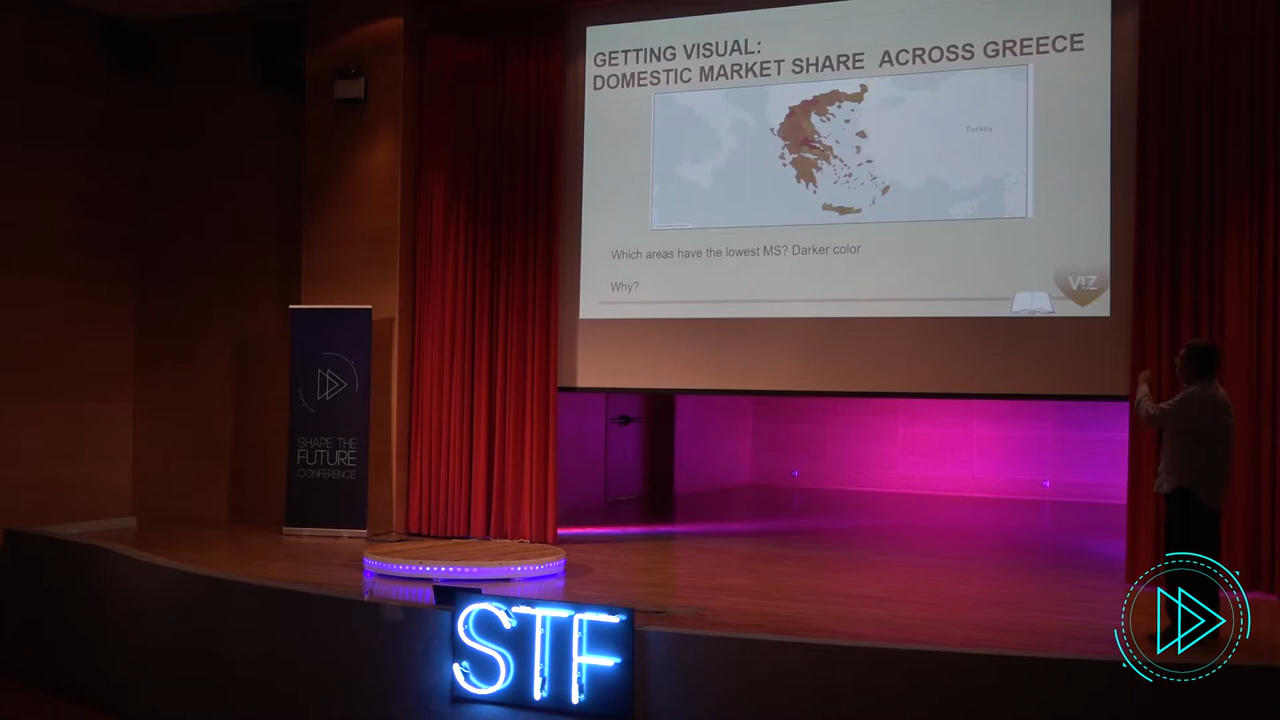 GETTING VISUAL:
DOMESTIC MARKET SHARE ACROSS GREECE
Turkey
Which areas have the lowest MS? Darker color
Why?
VIZ
SHAPE THE
FUTURE
CONFERENCE
STF